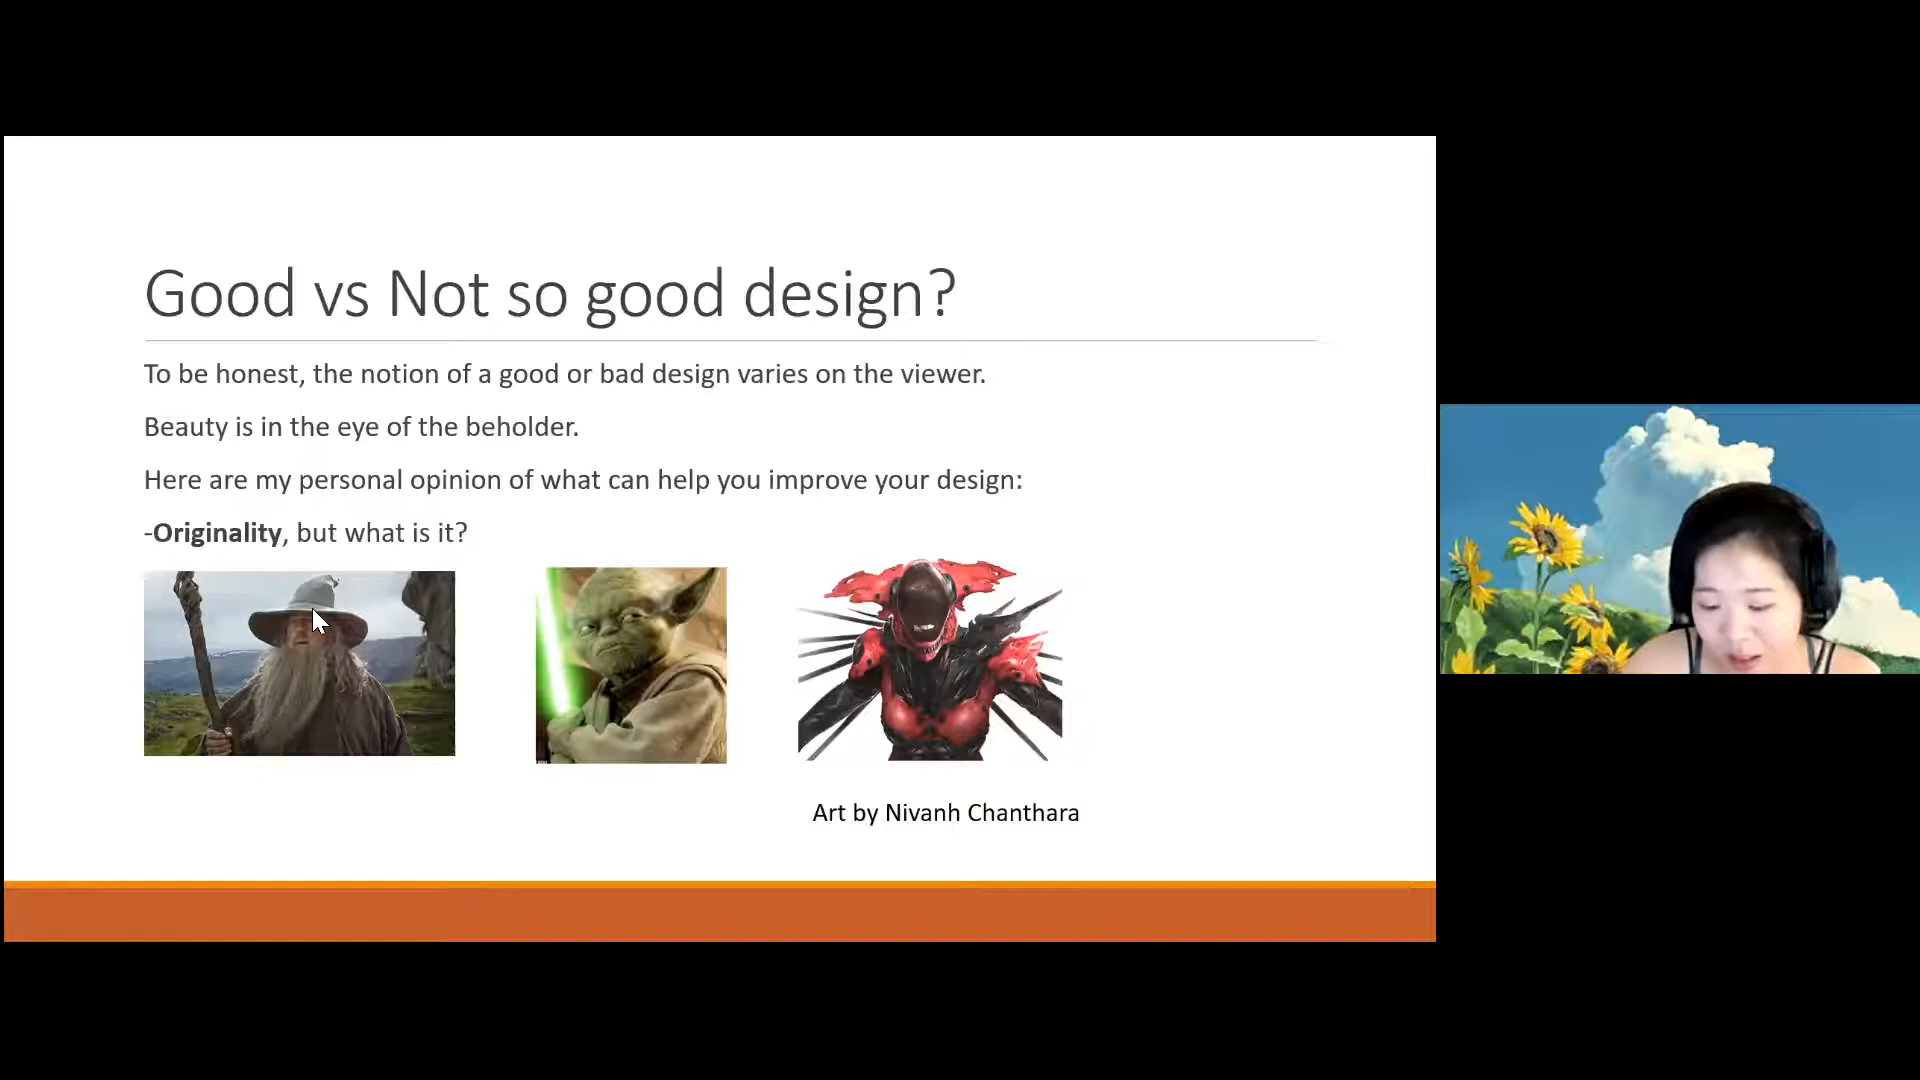 Good vs Not so good design?
To be honest, the notion of a good or bad design varies on the viewer.
Beauty is in the eye of the beholder.
Here are my personal opinion of what can help you improve your design:
-Originality, but what is it?
Art by Nivanh Chanthara